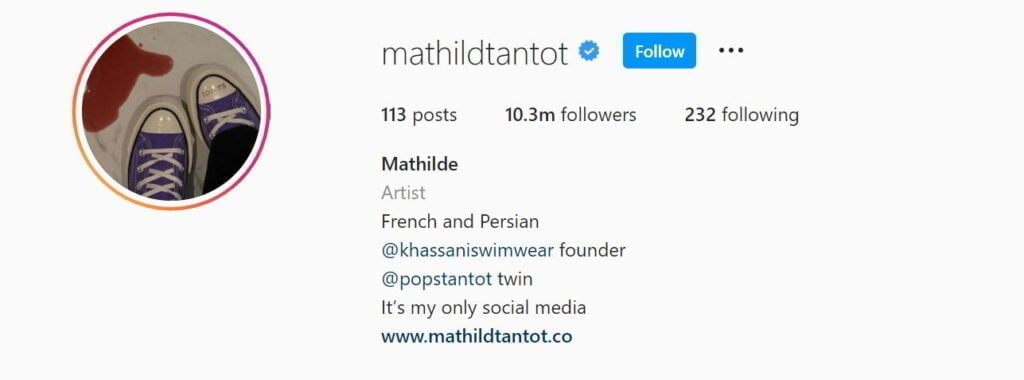 mathildtantot Follow
113 posts 10.3m followers 232 following
Mathilde
Artist
French and Persian
@khassaniswimwear founder
@popstantot twin
It's my only social media
www.mathildtantot.co